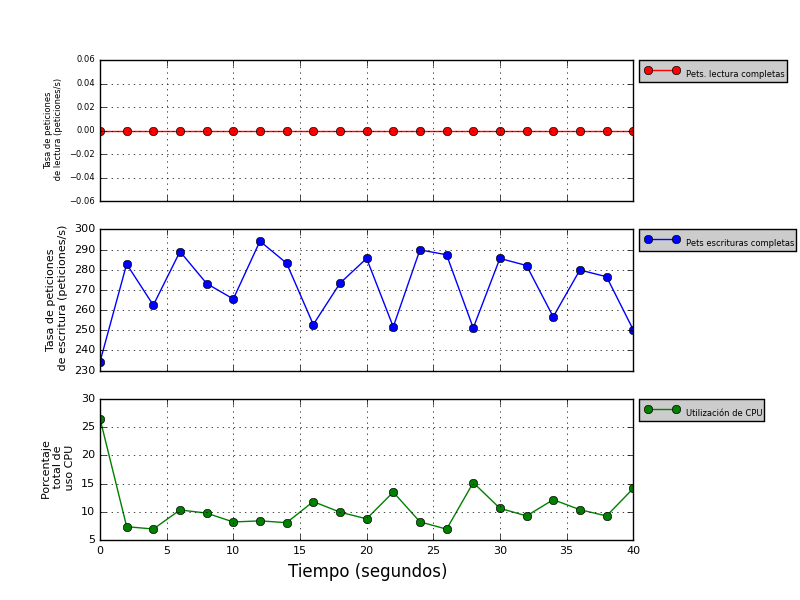 0.06
0.04
0.02
0.00
−0.02
−0.04
−0.06
Tasa de peticiones
de lectura (peticiones/s)
Pets. lectura completas
300
290
280
270
260
250
240
230
Tasa de peticiones
de escritura (peticiones/s)
Pets escrituras completas
30
25
20
15
10
5
Porcentaje
total de
uso CPU
Utilización de CPU
0 5 10 15 20 25 30 35 40
Tiempo (segundos)